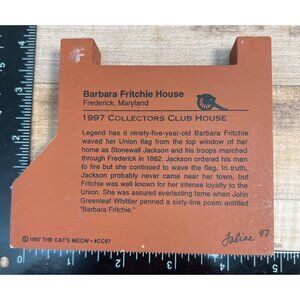 Barbara Fritchie House
Frederick, Maryland
1997 COLLECTORS CLUB HOUSE
Legend has it ninety-five-year-old Barbara Fritchie
waved her Union flag from the top window of her
home as Stonewall Jackson and his troops marched
through Frederick in 1862. Jackson ordered his men
to fire but she continued to wave the flag. In truth,
Jackson probably never came near her town, but
Fritchie was well known for her intense loyalty to the
Union. She was assured everlasting fame when John
Greenleaf Whittier penned a sixty-line poem entitled
"Barbara Fritchie."
©1997 THE CAT'S MEOW • #CC97
Faline 97